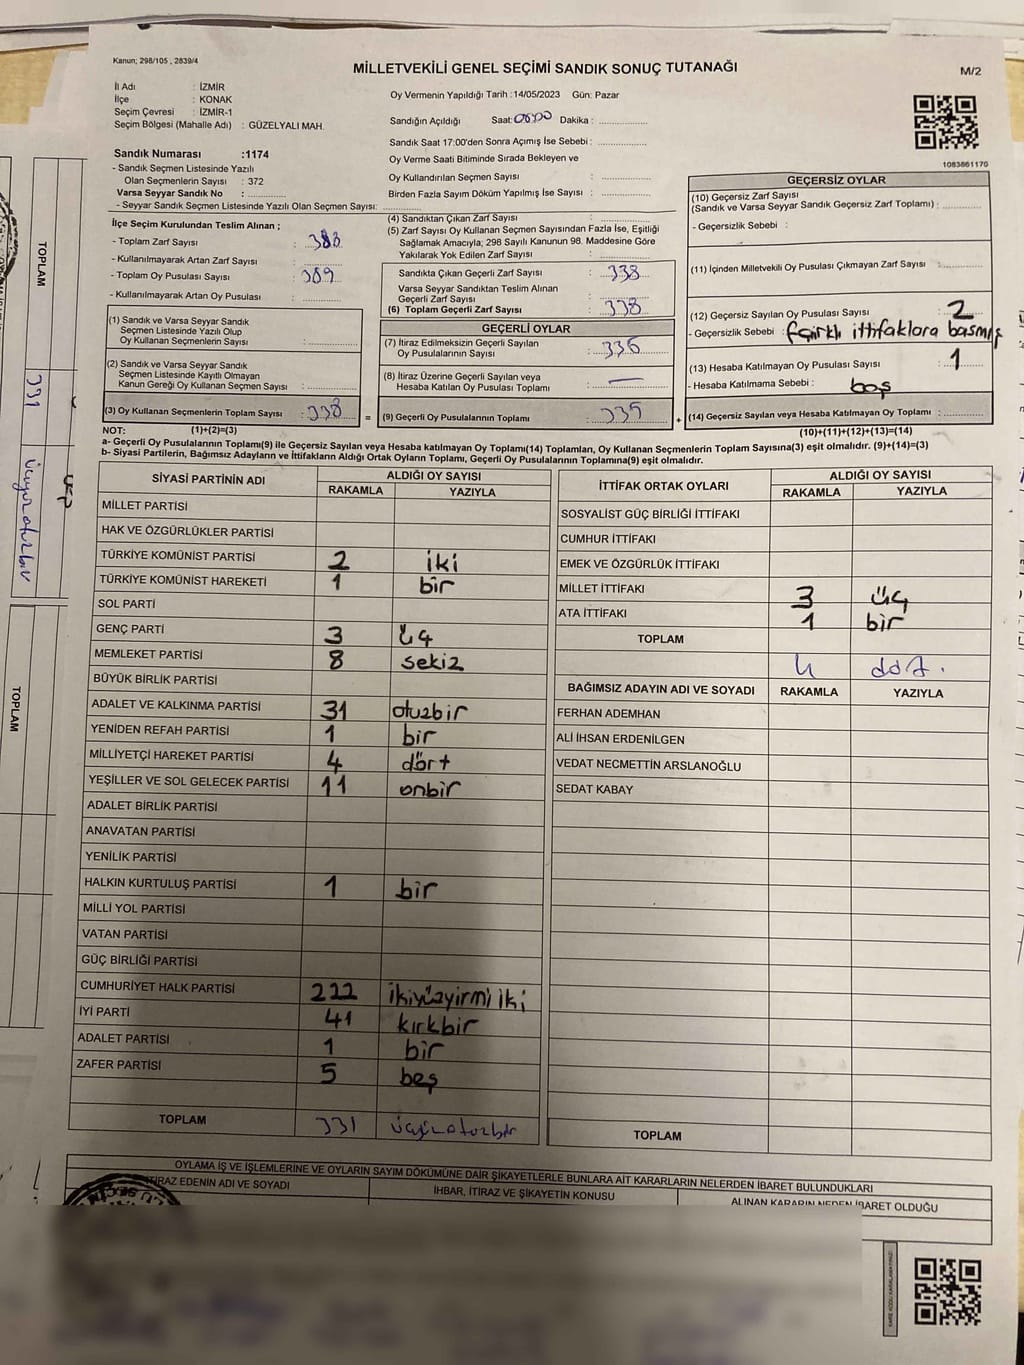 Kanun; 298/105 , 2839/4
MİLLETVEKİLİ GENEL SEÇİMİ SANDIK SONUÇ TUTANAĞI
M/2
İl Adı : İZMİR
İlçe : KONAK
Seçim Çevresi : İZMİR-1
Seçim Bölgesi (Mahalle Adı) : GÜZELYALI MAH.
Oy Vermenin Yapıldığı Tarih :14/05/2023 Gün: Pazar
Sandığın Açıldığı Saat: Dakika :
Sandık Saat 17:00'den Sonra Açımış İse Sebebi :
Oy Verme Saati Bitiminde Sırada Bekleyen ve
Oy Kullandırılan Seçmen Sayısı :
Birden Fazla Sayım Döküm Yapılmış İse Sayısı :
1083861170
Sandık Numarası :1174
- Sandık Seçmen Listesinde Yazılı
Olan Seçmenlerin Sayısı : 372
Varsa Seyyar Sandık No :
- Seyyar Sandık Seçmen Listesinde Yazılı Olan Seçmen Sayısı:
İlçe Seçim Kurulundan Teslim Alınan ;
- Toplam Zarf Sayısı : 388
- Kullanılmayarak Artan Zarf Sayısı :
- Toplam Oy Pusulası Sayısı : 389
- Kullanılmayarak Artan Oy Pusulası :
(1) Sandık ve Varsa Seyyar Sandık
Seçmen Listesinde Yazılı Olup
Oy Kullanan Seçmenlerin Sayısı :
(2) Sandık ve Varsa Seyyar Sandık
Seçmen Listesinde Kayıtlı Olmayan
Kanun Gereği Oy Kullanan Seçmen Sayısı :
(3) Oy Kullanan Seçmenlerin Toplam Sayısı : 338 =
(4) Sandıktan Çıkan Zarf Sayısı :
(5) Zarf Sayısı Oy Kullanan Seçmen Sayısından Fazla İse, Eşitliği
Sağlamak Amacıyla; 298 Sayılı Kanunun 98. Maddesine Göre
Yakılarak Yok Edilen Zarf Sayısı :
Sandıkta Çıkan Geçerli Zarf Sayısı : 338
Varsa Seyyar Sandıktan Teslim Alınan
Geçerli Zarf Sayısı :
(6) Toplam Geçerli Zarf Sayısı : 338
GEÇERLİ OYLAR
(7) İtiraz Edilmeksizin Geçerli Sayılan
Oy Pusulalarının Sayısı : 335
(8) İtiraz Üzerine Geçerli Sayılan veya
Hesaba Katılan Oy Pusulası Toplamı : —
(9) Geçerli Oy Pusulalarının Toplamı : 335 +
GEÇERSİZ OYLAR
(10) Geçersiz Zarf Sayısı
(Sandık ve Varsa Seyyar Sandık Geçersiz Zarf Toplamı) :
- Geçersizlik Sebebi :
(11) İçinden Milletvekili Oy Pusulası Çıkmayan Zarf Sayısı :
(12) Geçersiz Sayılan Oy Pusulası Sayısı : 2
- Geçersizlik Sebebi : ittifaklara basmış
(13) Hesaba Katılmayan Oy Pusulası Sayısı : 1
- Hesaba Katılmama Sebebi : boş
(14) Geçersiz Sayılan veya Hesaba Katılmayan Oy Toplamı :
NOT: (1)+(2)=(3)
(10)+(11)+(12)+(13)=(14)
a- Geçerli Oy Pusulalarının Toplamı(9) ile Geçersiz Sayılan veya Hesaba katılmayan Oy Toplamı(14) Toplamları, Oy Kullanan Seçmenlerin Toplam Sayısına(3) eşit olmalıdır. (9)+(14)=(3)
b- Siyasi Partilerin, Bağımsız Adayların ve İttifakların Aldığı Ortak Oyların Toplamı, Geçerli Oy Pusulalarının Toplamına(9) eşit olmalıdır.
SİYASİ PARTİNİN ADI
ALDIĞI OY SAYISI
RAKAMLA YAZIYLA
MİLLET PARTİSİ
HAK VE ÖZGÜRLÜKLER PARTİSİ
TÜRKİYE KOMÜNİST PARTİSİ 2 iki
TÜRKİYE KOMÜNİST HAREKETİ 1 bir
SOL PARTİ
GENÇ PARTİ 3 üç
MEMLEKET PARTİSİ 8 sekiz
BÜYÜK BİRLİK PARTİSİ
ADALET VE KALKINMA PARTİSİ 31 otuzbir
YENİDEN REFAH PARTİSİ 1 bir
MİLLİYETÇİ HAREKET PARTİSİ 4 dört
YEŞİLLER VE SOL GELECEK PARTİSİ 11 onbir
ADALET BİRLİK PARTİSİ
ANAVATAN PARTİSİ
YENİLİK PARTİSİ
HALKIN KURTULUŞ PARTİSİ 1 bir
MİLLİ YOL PARTİSİ
VATAN PARTİSİ
GÜÇ BİRLİĞİ PARTİSİ
CUMHURİYET HALK PARTİSİ 222 ikiyüzyirmi iki
İYİ PARTİ 41 kırkbir
ADALET PARTİSİ 1 bir
ZAFER PARTİSİ 5 beş
TOPLAM 331 üçyüzotuzbir
İTTİFAK ORTAK OYLARI
ALDIĞI OY SAYISI
RAKAMLA YAZIYLA
SOSYALİST GÜÇ BİRLİĞİ İTTİFAKI
CUMHUR İTTİFAKI
EMEK VE ÖZGÜRLÜK İTTİFAKI
MİLLET İTTİFAKI 3 üç
ATA İTTİFAKI 1 bir
TOPLAM
4 dört.
BAĞIMSIZ ADAYIN ADI VE SOYADI RAKAMLA YAZIYLA
FERHAN ADEMHAN
ALİ İHSAN ERDENİLGEN
VEDAT NECMETTİN ARSLANOĞLU
SEDAT KABAY
TOPLAM
OYLAMA İŞ VE İŞLEMLERİNE VE OYLARIN SAYIM DÖKÜMÜNE DAİR ŞİKAYETLERLE BUNLARA AİT KARARLARIN NELERDEN İBARET BULUNDUKLARI
İTİRAZ EDENİN ADI VE SOYADI
İHBAR, İTİRAZ VE ŞİKAYETİN KONUSU
ALINAN KARARIN NEDEN İBARET OLDUĞU
TOPLAM
331
üçyüzotuzbir
TOPLAM